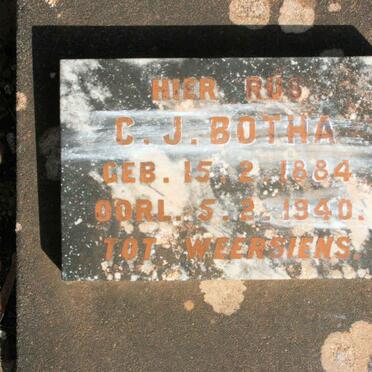 HIER RUS
C. J. BOTHA
GEB. 15. 2. 1884
OORL. 5. 2. 1940.
TOT WEERSIENS.